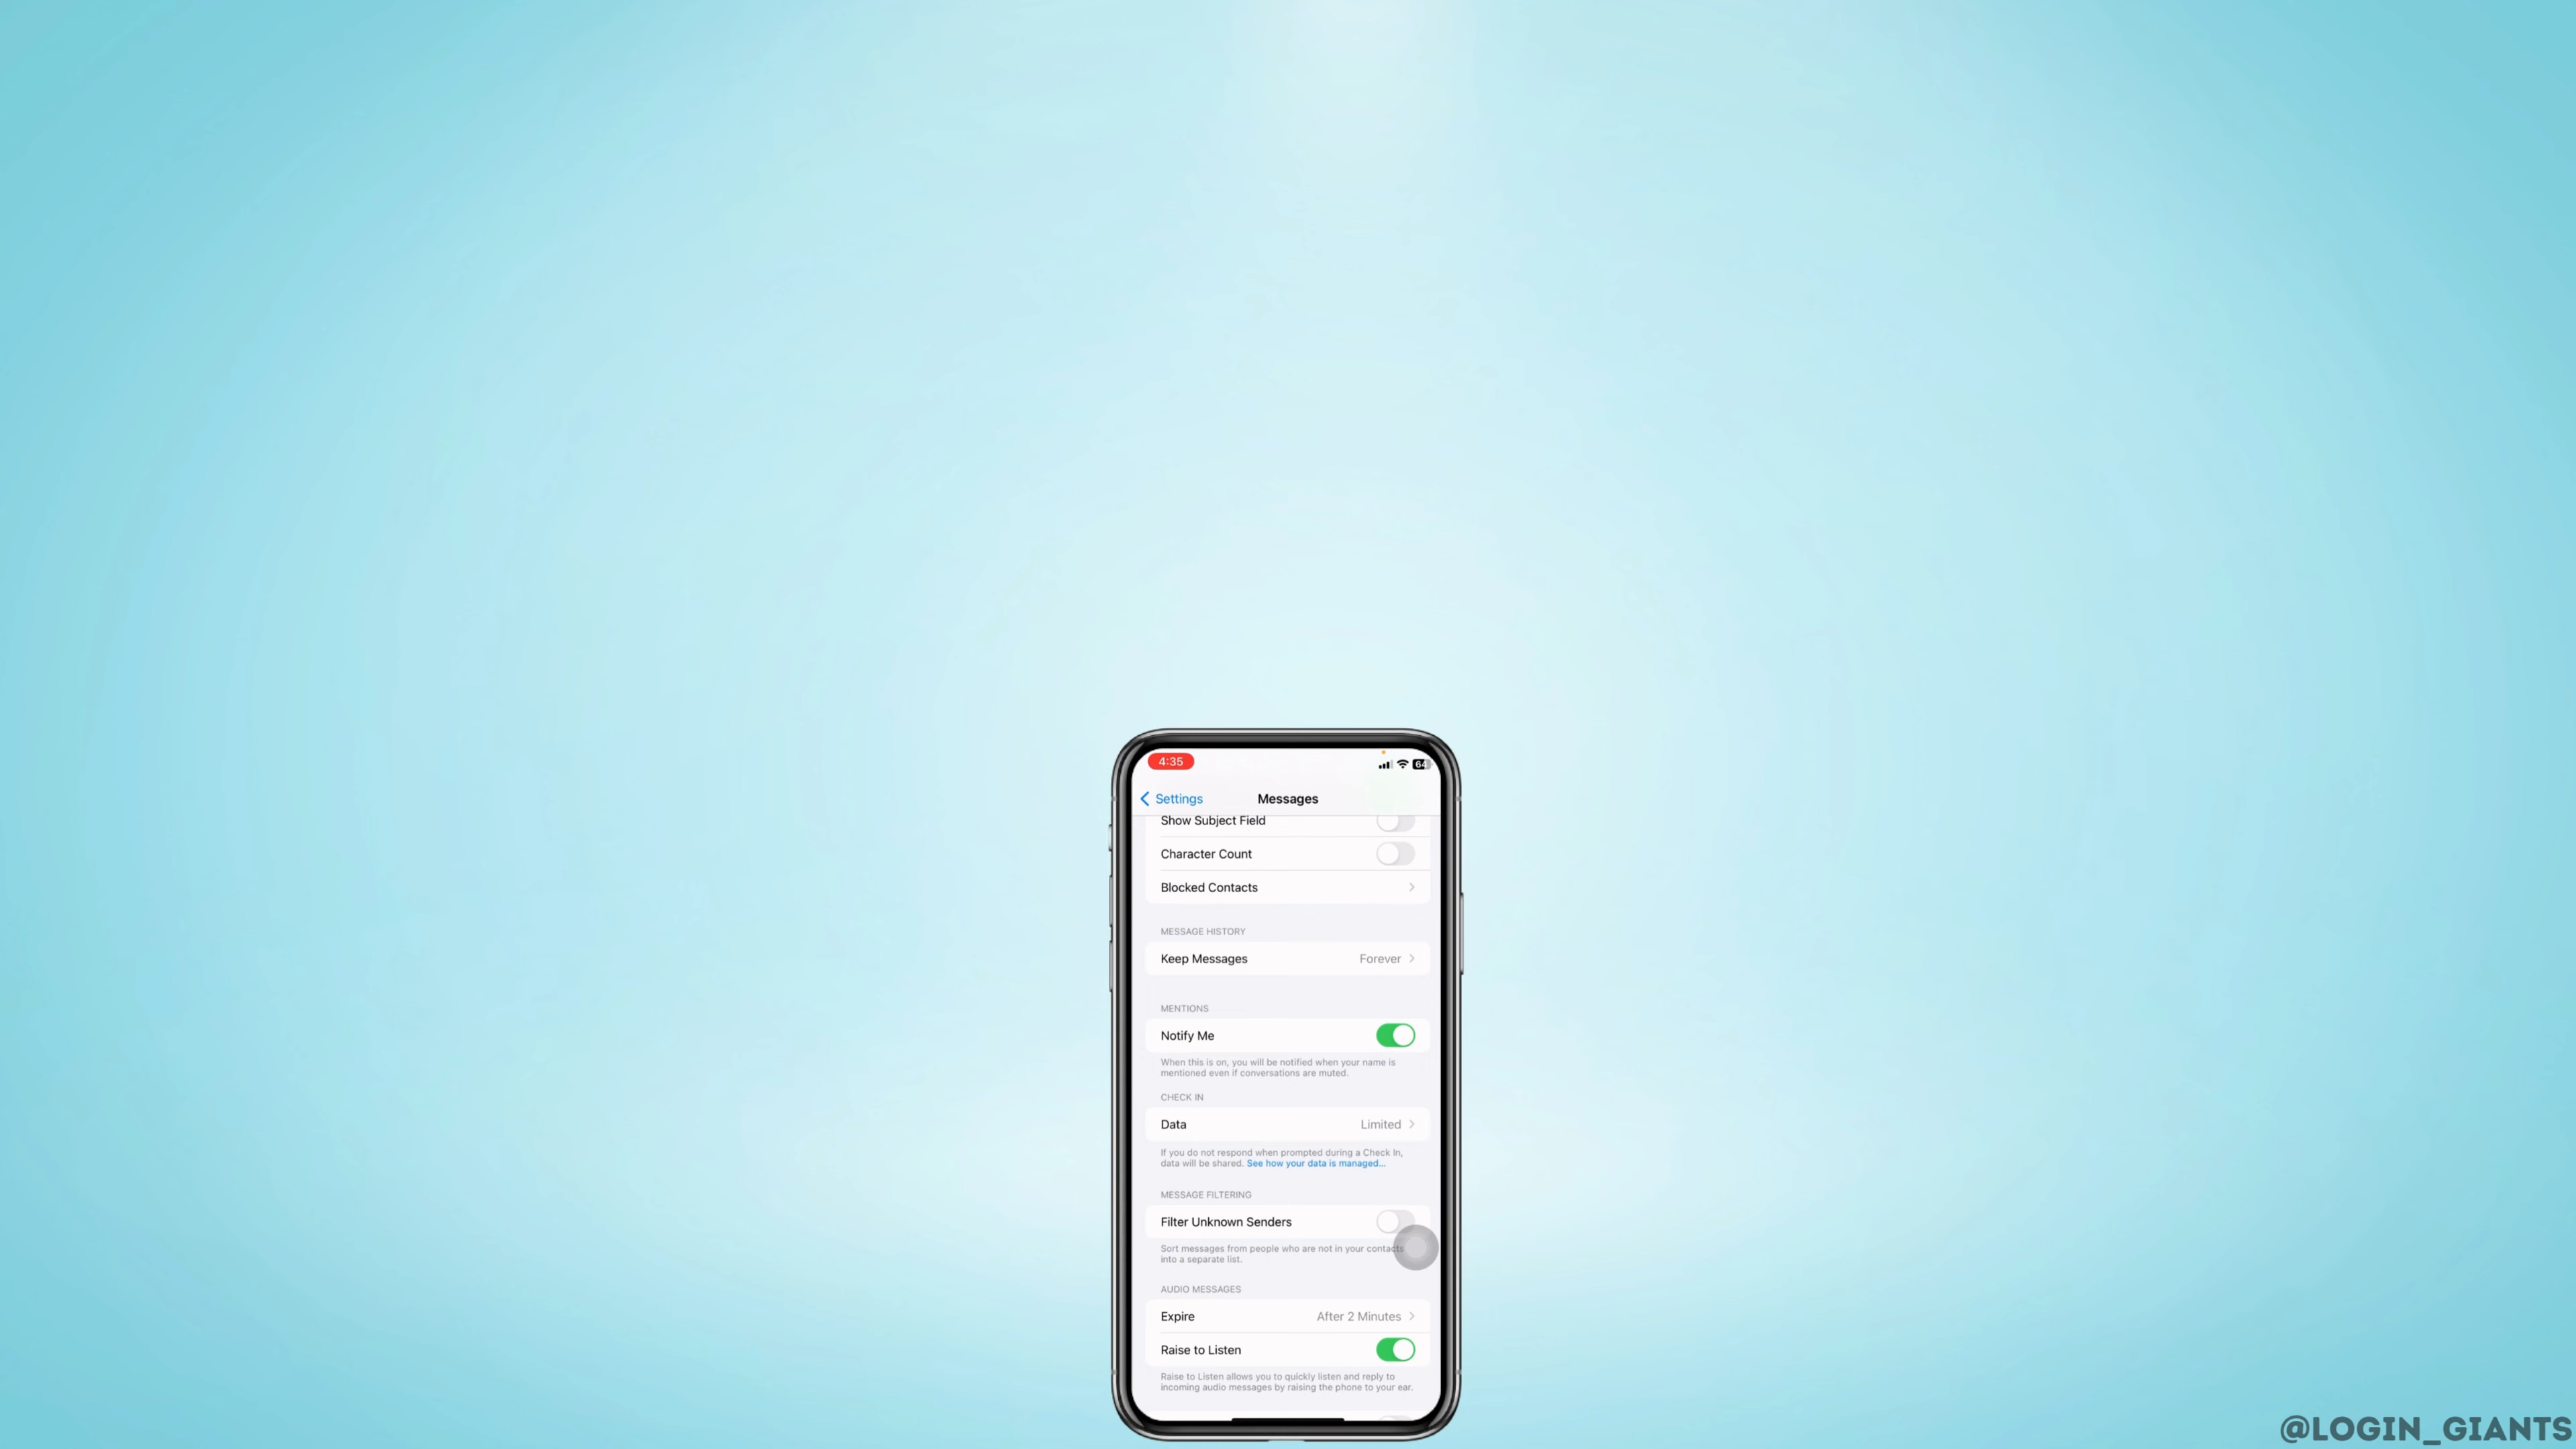 4:35
64
Settings
Messages
Show Subject Field
Character Count
Blocked Contacts
MESSAGE HISTORY
Keep Messages Forever
MENTIONS
Notify Me
When this is on, you will be notified when your name is
mentioned even if conversations are muted.
CHECK IN
Data Limited
If you do not respond when prompted during a Check In,
data will be shared. See how your data is managed...
MESSAGE FILTERING
Filter Unknown Senders
Sort messages from people who are not in your contacts
into a separate list.
AUDIO MESSAGES
Expire After 2 Minutes
Raise to Listen
Raise to Listen allows you to quickly listen and reply to
incoming audio messages by raising the phone to your ear.
@LOGIN_GIANTS